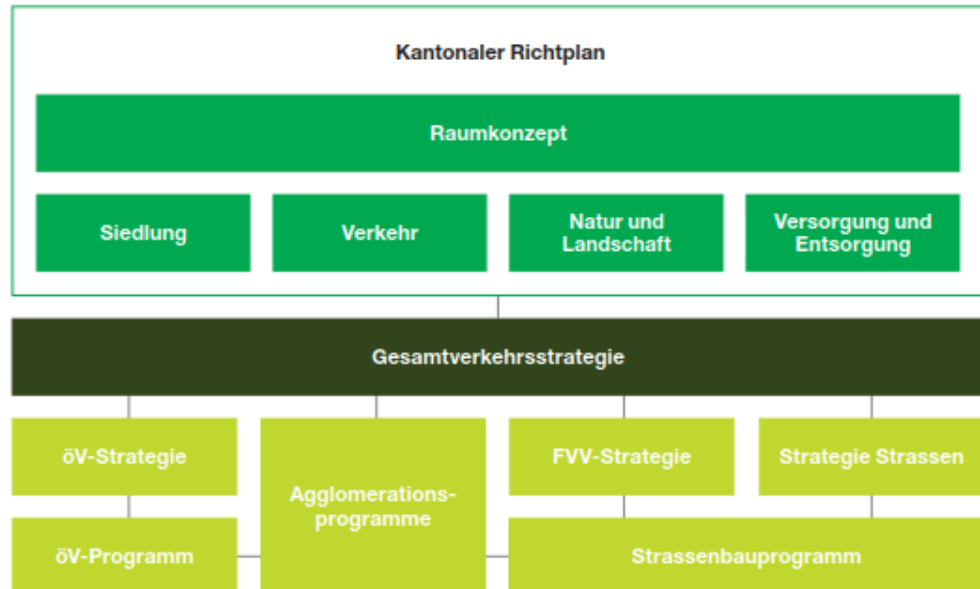 Kantonaler Richtplan
Raumkonzept
Siedlung
Verkehr
Natur und
Landschaft
Versorgung und
Entsorgung
Gesamtverkehrsstrategie
öV-Strategie
Agglomerations-
programme
FVV-Strategie
Strategie Strassen
öV-Programm
Strassenbauprogramm